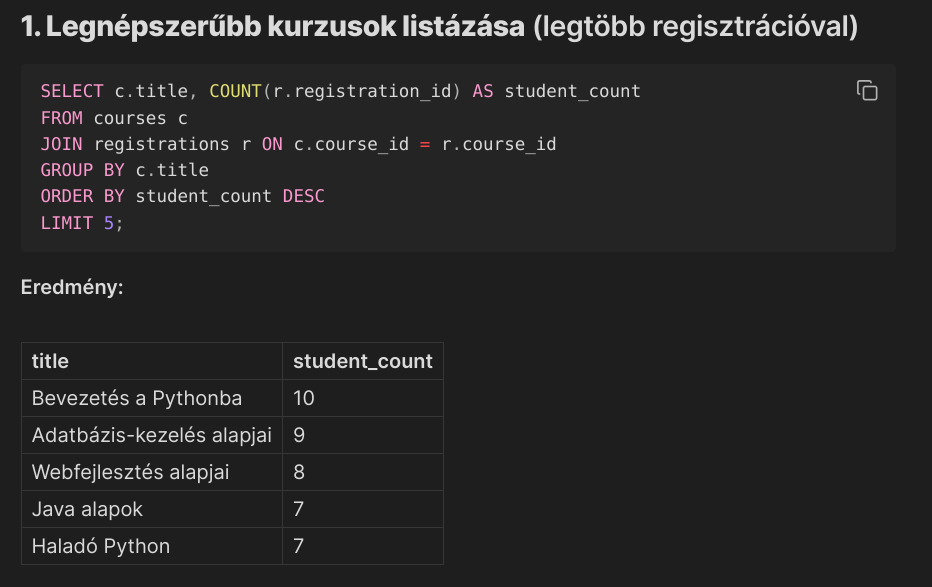 1. Legnépszerűbb kurzusok listázása (legtöbb regisztrációval)
SELECT c.title, COUNT(r.registration_id) AS student_count
FROM courses c
JOIN registrations r ON c.course_id = r.course_id
GROUP BY c.title
ORDER BY student_count DESC
LIMIT 5;
Eredmény:
title student_count
Bevezetés a Pythonba 10
Adatbázis-kezelés alapjai 9
Webfejlesztés alapjai 8
Java alapok 7
Haladó Python 7